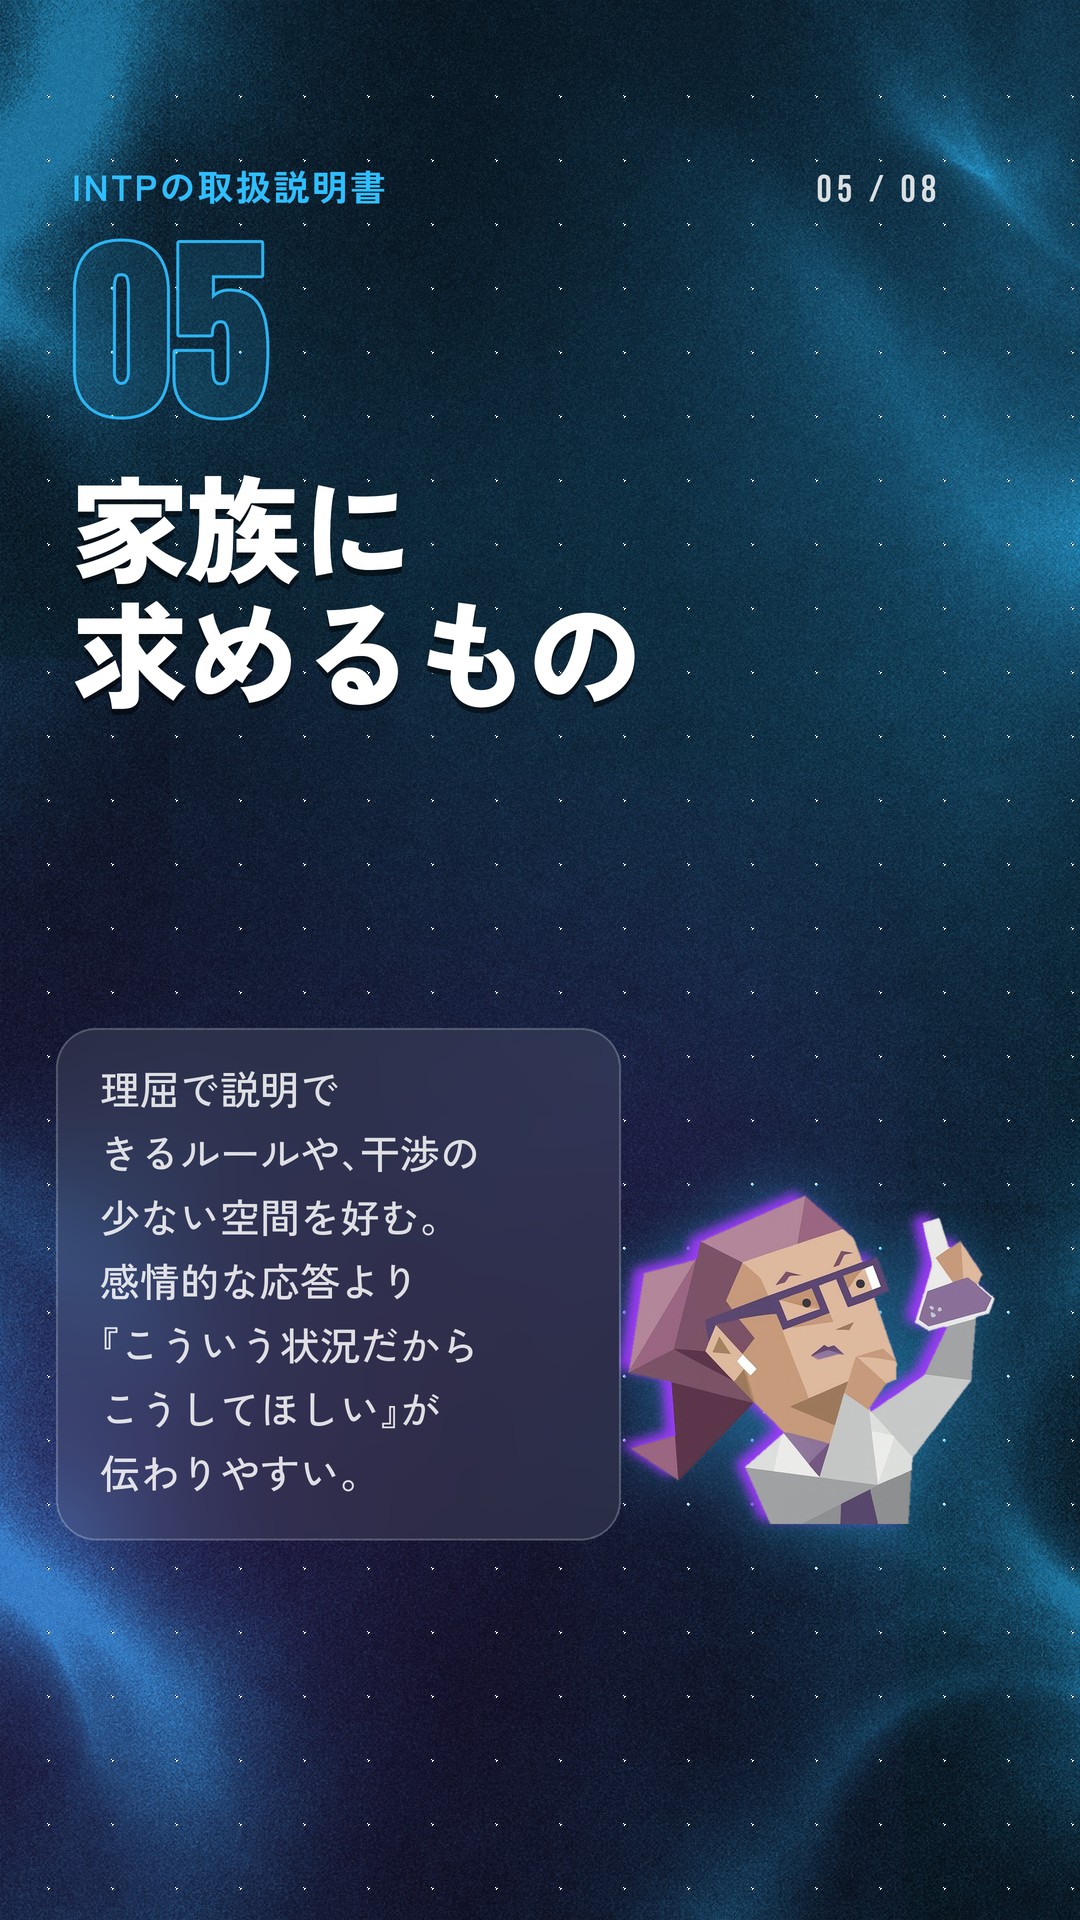 INTPの取扱説明書
05 / 08
05
家族に
求めるもの
理屈で説明で
きるルールや、干渉の
少ない空間を好む。
感情的な応答より
『こういう状況だから
こうしてほしい』が
伝わりやすい。